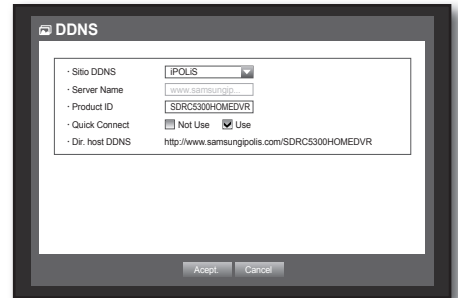 DDNS
· Sitio DDNS iPOLiS
· Server Name www.samsungip...
· Product ID SDRC5300HOMEDVR
· Quick Connect Not Use Use
· Dir. host DDNS http://www.samsungipolis.com/SDRC5300HOMEDVR
Acept. Cancel